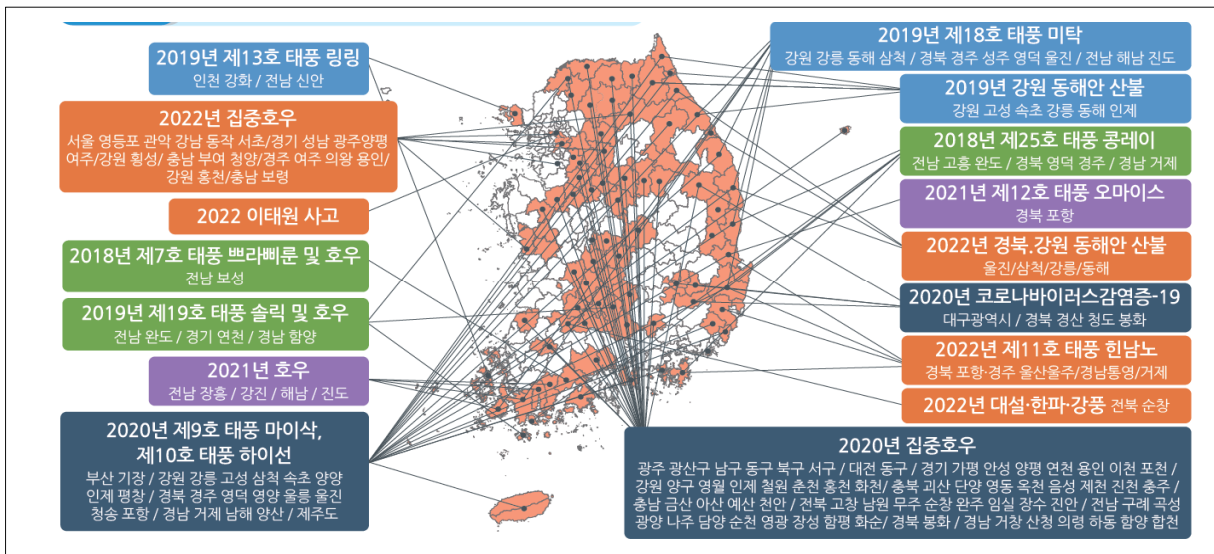 2019년 제13호 태풍 링링
인천 강화 / 전남 신안
2022년 집중호우
서울 영등포 관악 강남 동작 서초/경기 성남 광주양평
여주/강원 횡성/ 충남 부여 청양/경주 여주 의왕 용인/
강원 홍천/충남 보령
2022 이태원 사고
2018년 제7호 태풍 쁘라삐룬 및 호우
전남 보성
2019년 제19호 태풍 솔릭 및 호우
전남 완도 / 경기 연천 / 경남 함양
2021년 호우
전남 장흥 / 강진 / 해남 / 진도
2020년 제9호 태풍 마이삭,
제10호 태풍 하이선
부산 기장 / 강원 강릉 고성 삼척 속초 양양
인제 평창 / 경북 경주 영덕 영양 울릉 울진
청송 포항 / 경남 거제 남해 양산 / 제주도
2019년 제18호 태풍 미탁
강원 강릉 동해 삼척 / 경북 경주 성주 영덕 울진 / 전남 해남 진도
2019년 강원 동해안 산불
강원 고성 속초 강릉 동해 인제
2018년 제25호 태풍 콩레이
전남 고흥 완도 / 경북 영덕 경주 / 경남 거제
2021년 제12호 태풍 오마이스
경북 포항
2022년 경북.강원 동해안 산불
울진/삼척/강릉/동해
2020년 코로나바이러스감염증-19
대구광역시 / 경북 경산 청도 봉화
2022년 제11호 태풍 힌남노
경북 포항·경주 울산울주/경남통영/거제
2022년 대설·한파·강풍 전북 순창
2020년 집중호우
광주 광산구 남구 동구 북구 서구 / 대전 동구 / 경기 가평 안성 양평 연천 용인 이천 포천 /
강원 양구 영월 인제 철원 춘천 홍천 화천/ 충북 괴산 단양 영동 옥천 음성 제천 진천 충주 /
충남 금산 아산 예산 천안 / 전북 고창 남원 무주 순창 완주 임실 장수 진안 / 전남 구례 곡성
광양 나주 담양 순천 영광 장성 함평 화순/ 경북 봉화 / 경남 거창 산청 의령 하동 함양 합천